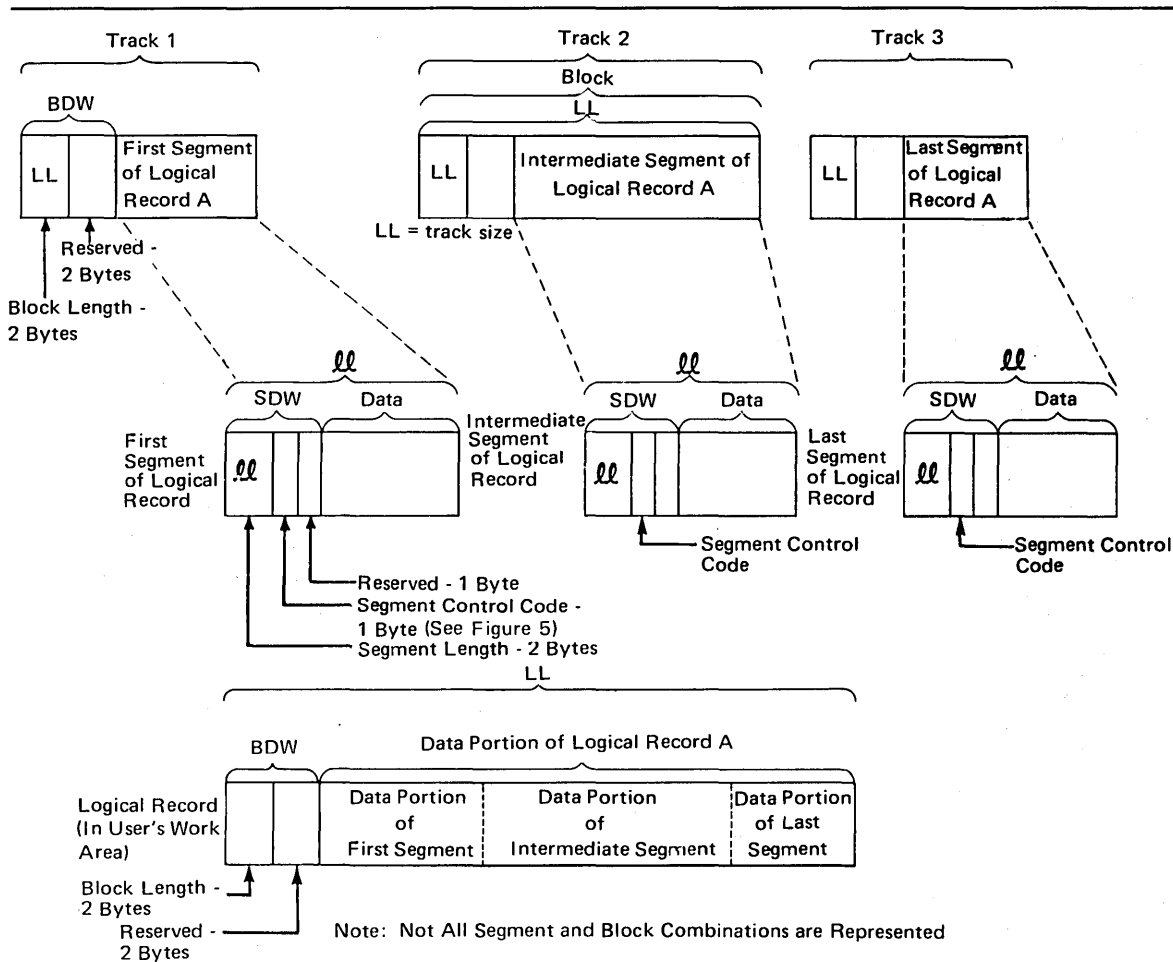 Track 1
Track 2
Track 3
Block
BDW
LL
LL
First Segment
of Logical
Record A
LL
Intermediate Segment of
Logical Record A
LL
Last Segment
of Logical
Record A
LL = track size
Reserved -
2 Bytes
Block Length -
2 Bytes
ll
ll
ll
SDW
Data
SDW
Data
SDW
Data
First
Segment
of Logical
Record
ll
Intermediate
Segment
of Logical
Record
ll
Last
Segment
of Logical
Record
ll
Segment Control
Code
Segment Control
Code
Reserved - 1 Byte
Segment Control Code -
1 Byte (See Figure 5)
Segment Length - 2 Bytes
LL
BDW
Data Portion of Logical Record A
Logical Record
(In User's Work
Area)
Data Portion
of
First Segment
Data Portion
of
Intermediate Segment
Data Portion
of Last
Segment
Block Length -
2 Bytes
Reserved -
2 Bytes
Note: Not All Segment and Block Combinations are Represented